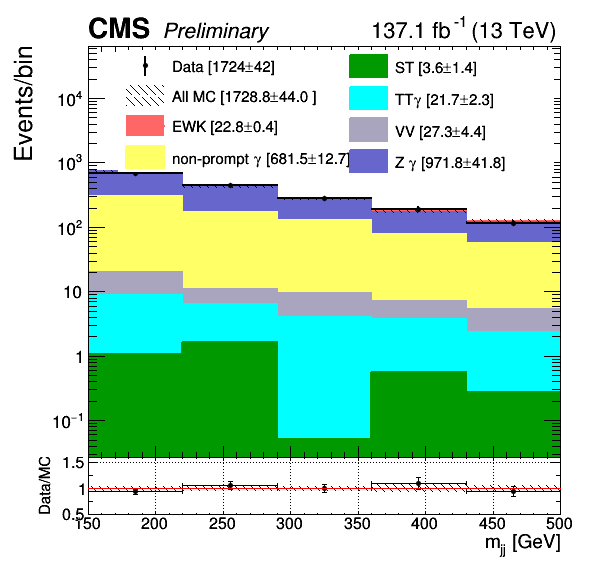 CMS Preliminary 137.1 fb⁻¹ (13 TeV)
Events/bin
Data [1724±42]
All MC [1728.8±44.0 ]
EWK [22.8±0.4]
non-prompt γ [681.5±12.7]
ST [3.6±1.4]
TTγ [21.7±2.3]
VV [27.3±4.4]
Z γ [971.8±41.8]
10⁴
10³
10²
10
1
10⁻¹
Data/MC
1.5
1
0.5
150 200 250 300 350 400 450 500
m_jj [GeV]